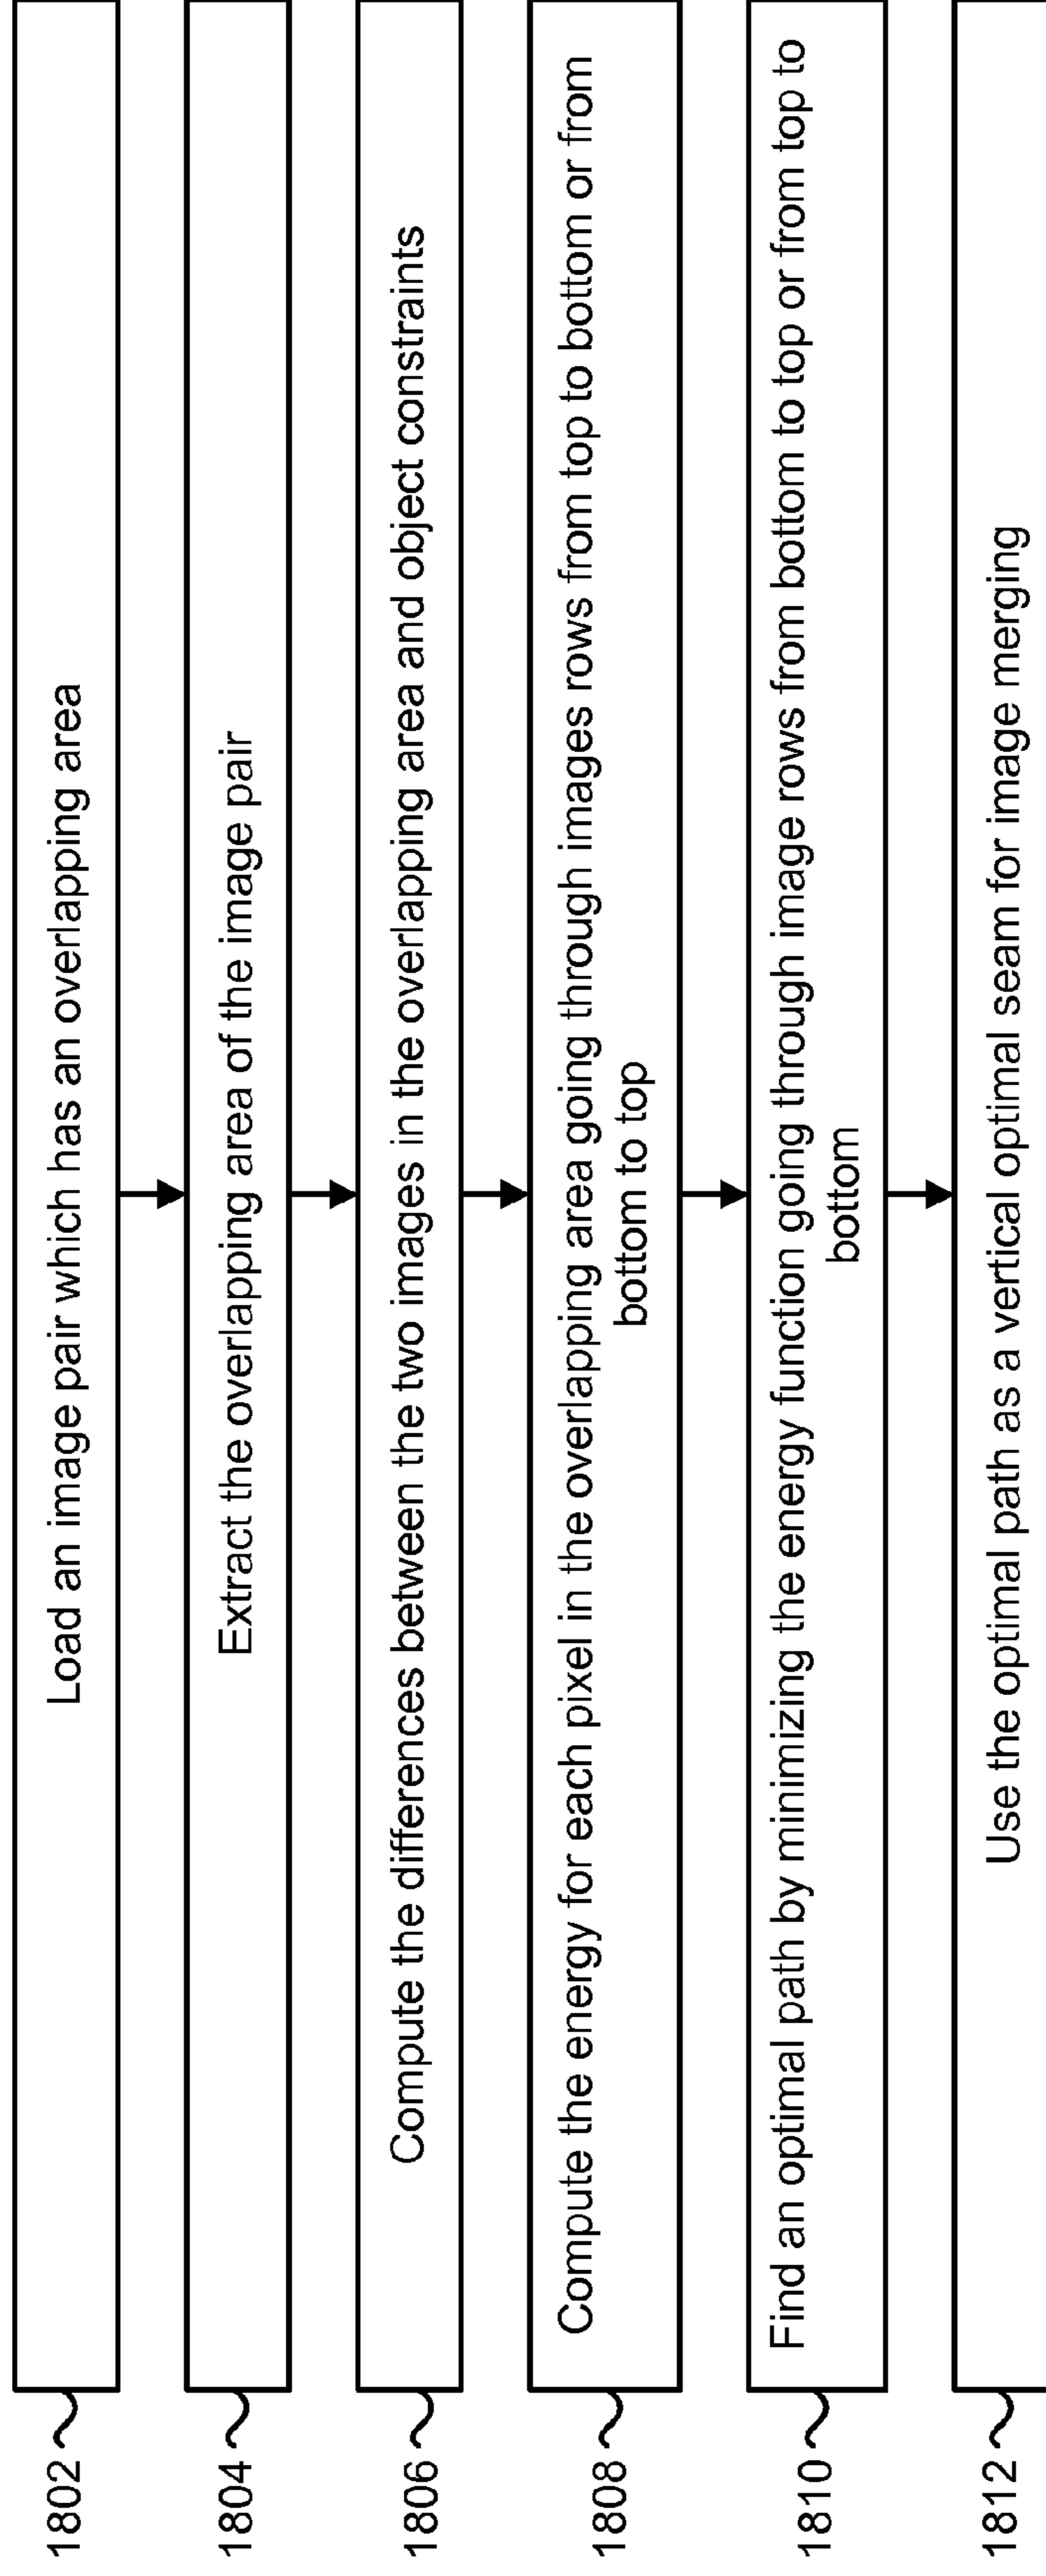 1802
Load an image pair which has an overlapping area
1804
Extract the overlapping area of the image pair
1806
Compute the differences between the two images in the overlapping area and object constraints
1808
Compute the energy for each pixel in the overlapping area going through images rows from top to bottom or from
bottom to top
1810
Find an optimal path by minimizing the energy function going through image rows from bottom to top or from top to
bottom
1812
Use the optimal path as a vertical optimal seam for image merging